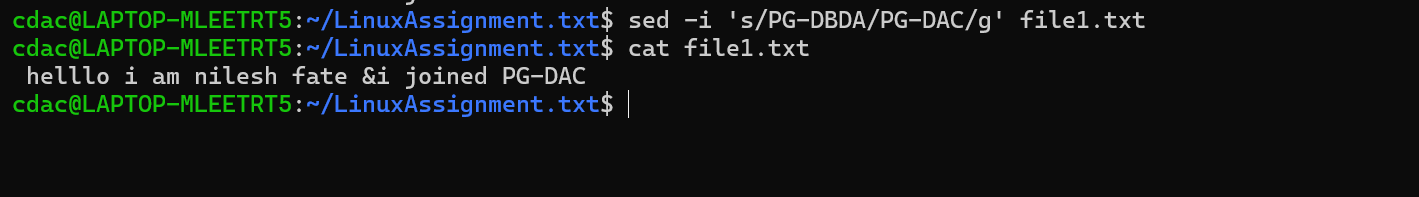 cdac@LAPTOP-MLEETRT5:~/LinuxAssignment.txt$ sed -i 's/PG-DBDA/PG-DAC/g' file1.txt
cdac@LAPTOP-MLEETRT5:~/LinuxAssignment.txt$ cat file1.txt
 helllo i am nilesh fate &i joined PG-DAC
cdac@LAPTOP-MLEETRT5:~/LinuxAssignment.txt$